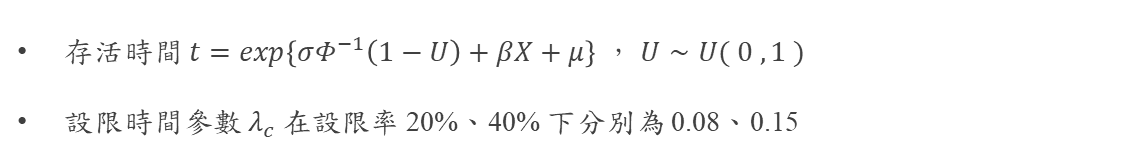 • 存活時間 t = exp{σΦ⁻¹(1 − U) + βX + μ} , U ~ U( 0 ,1 )
• 設限時間參數 λc 在設限率 20%、40% 下分別為 0.08、0.15